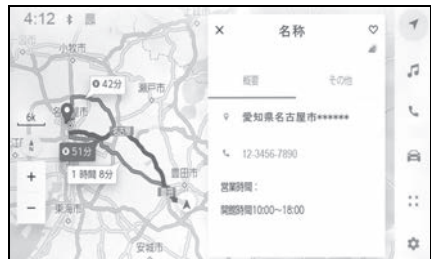 4:12
小牧市
42分
瀬戸市
6k
51分
1 時間 8分
豊田市
東海市
安城市
+
−
× 名称
概要 その他
愛知県名古屋市******
12-3456-7890
営業時間：
開館時間10:00～18:00